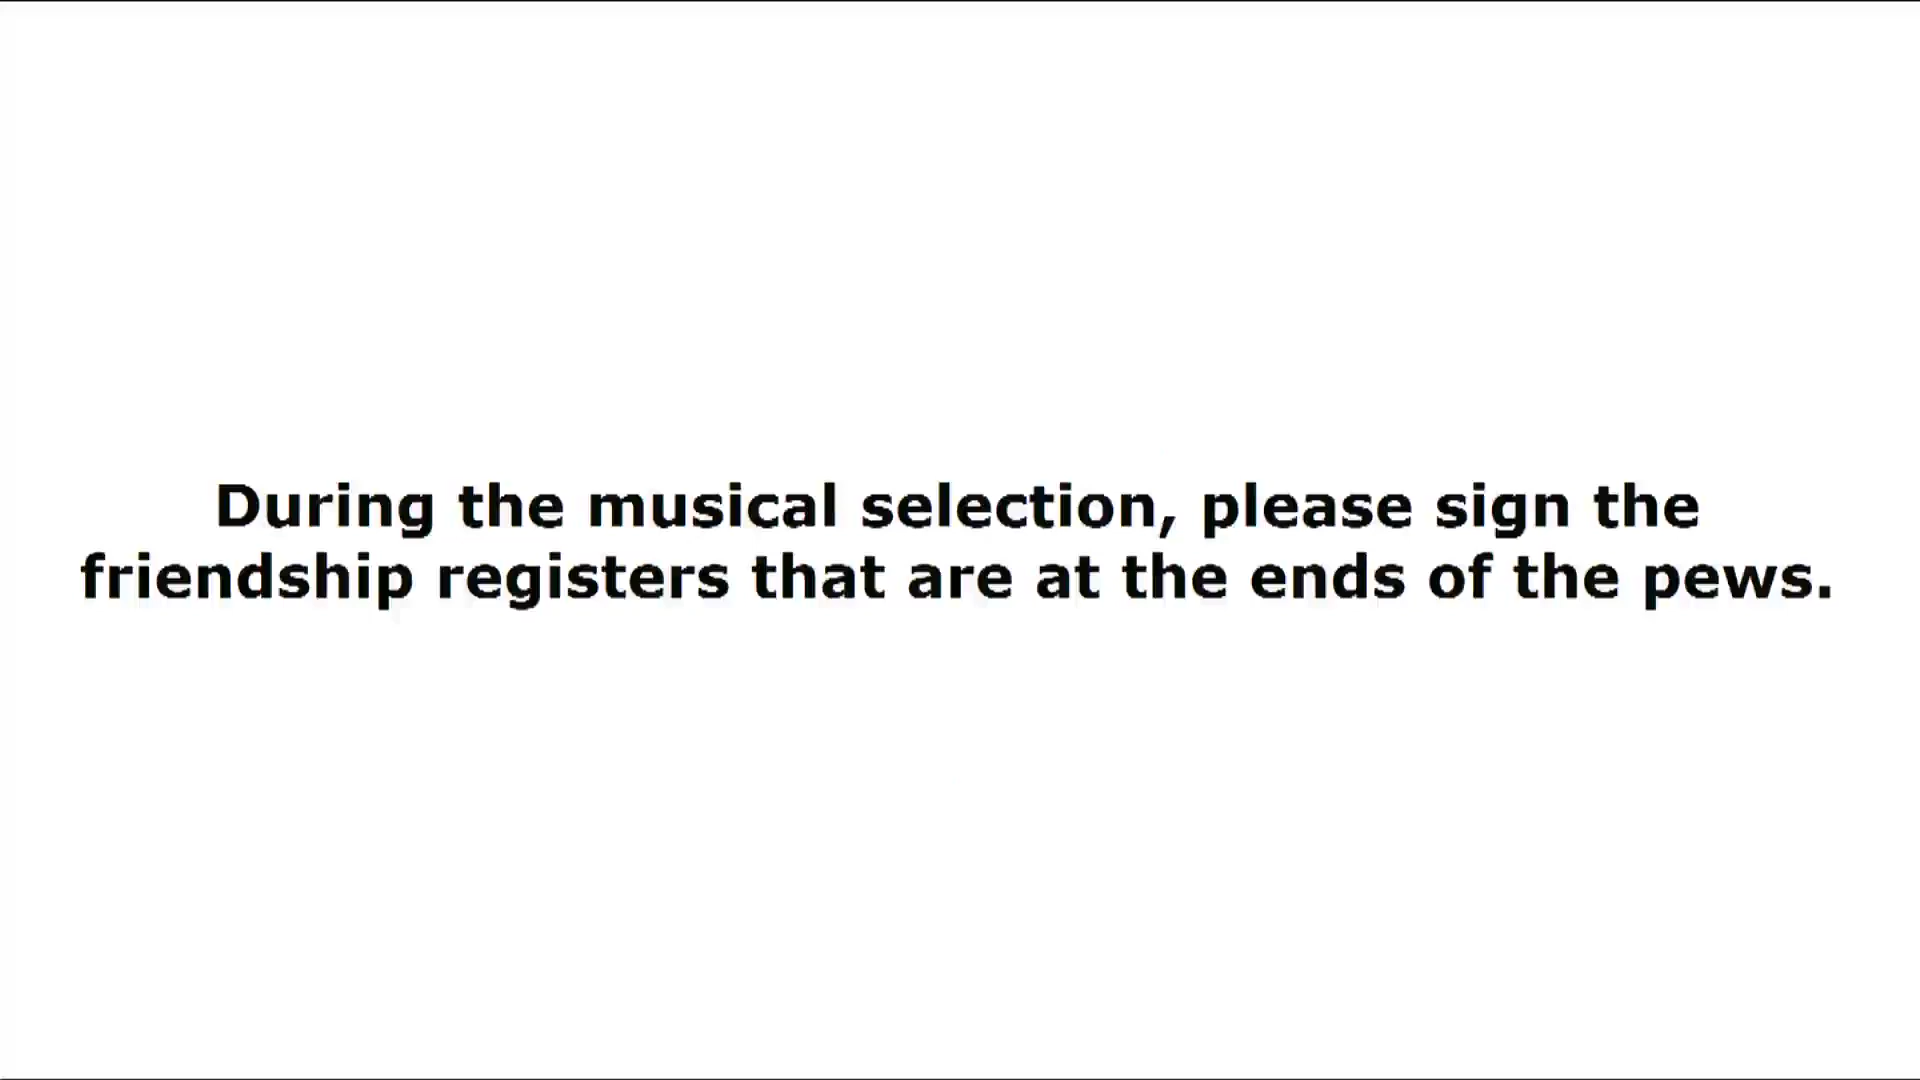 During the musical selection, please sign the
friendship registers that are at the ends of the pews.